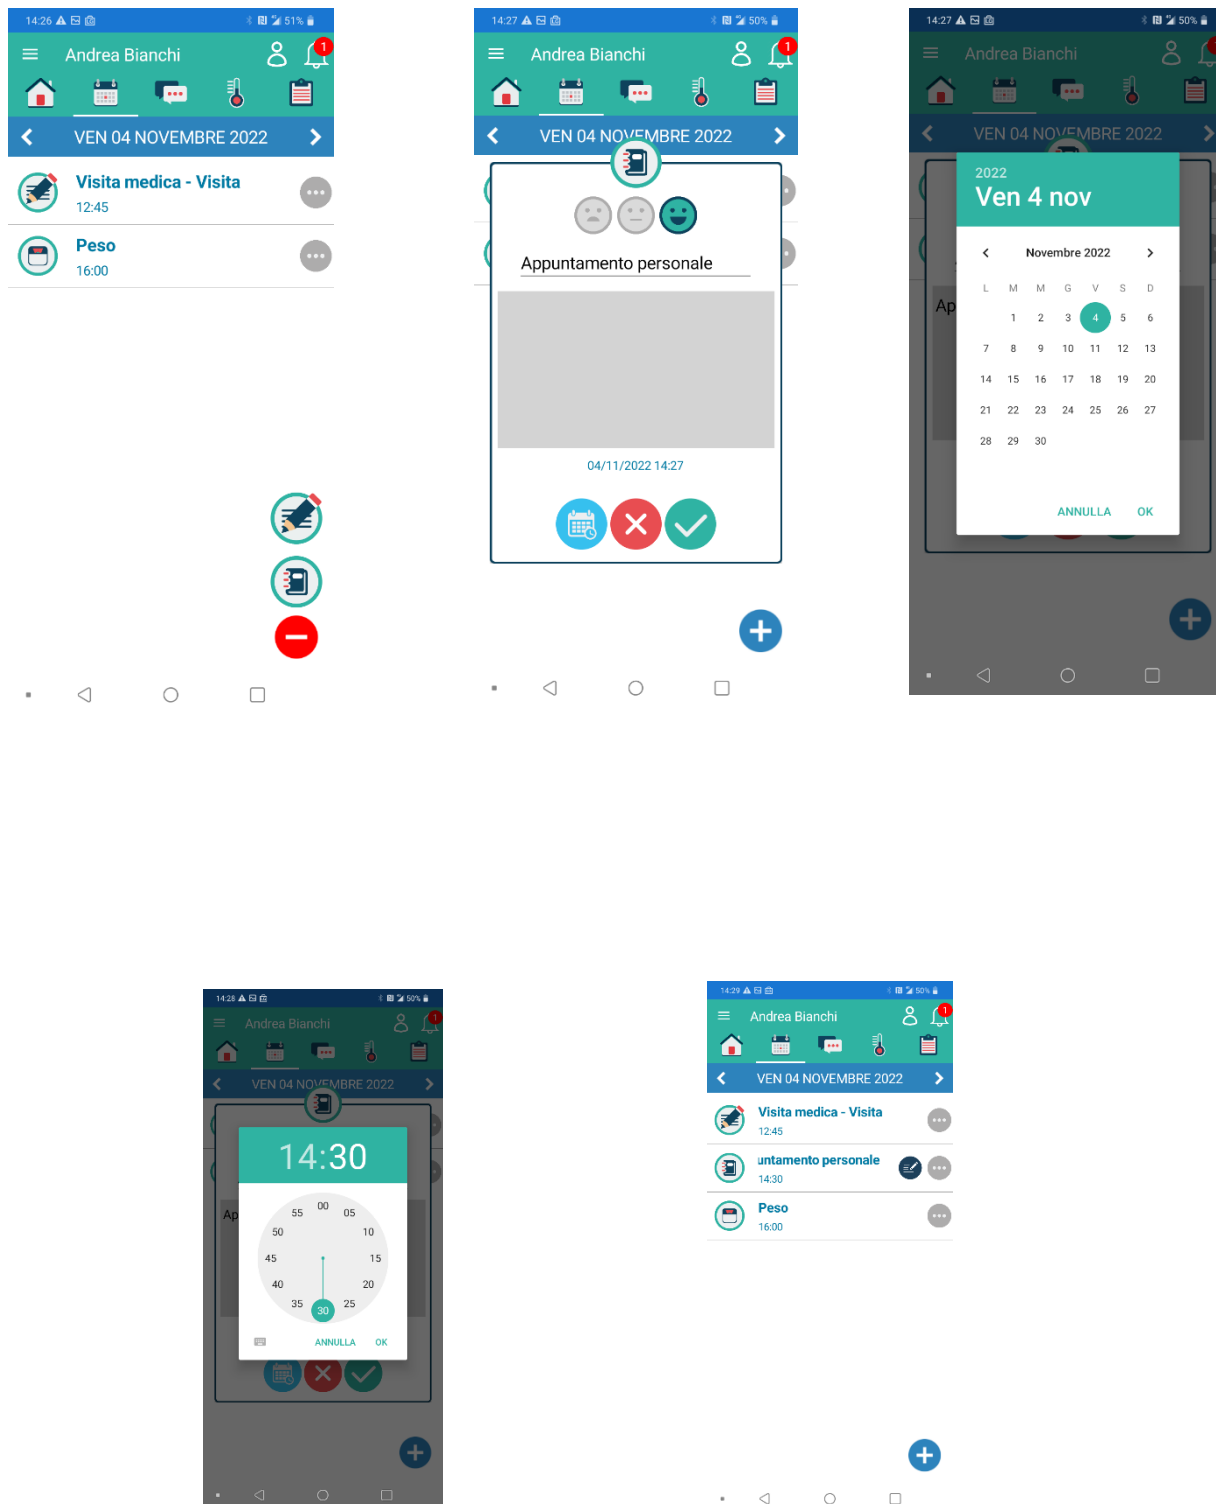 14:26 51%
Andrea Bianchi 1
VEN 04 NOVEMBRE 2022
Visita medica - Visita
12:45
Peso
16:00
14:27 50%
Andrea Bianchi 1
VEN 04 NOVEMBRE 2022
Appuntamento personale
04/11/2022 14:27
14:27 50%
Andrea Bianchi
VEN 04 NOVEMBRE 2022
2022
Ven 4 nov
Novembre 2022
L M M G V S D
1 2 3 4 5 6
7 8 9 10 11 12 13
14 15 16 17 18 19 20
21 22 23 24 25 26 27
28 29 30
Ap
ANNULLA OK
14:28 50%
Andrea Bianchi 1
VEN 04 NOVEMBRE 2022
14:30
Ap
00
55 05
50 10
45 15
40 20
35 25
30
ANNULLA OK
14:29 50%
Andrea Bianchi 1
VEN 04 NOVEMBRE 2022
Visita medica - Visita
12:45
untamento personale
14:30
Peso
16:00